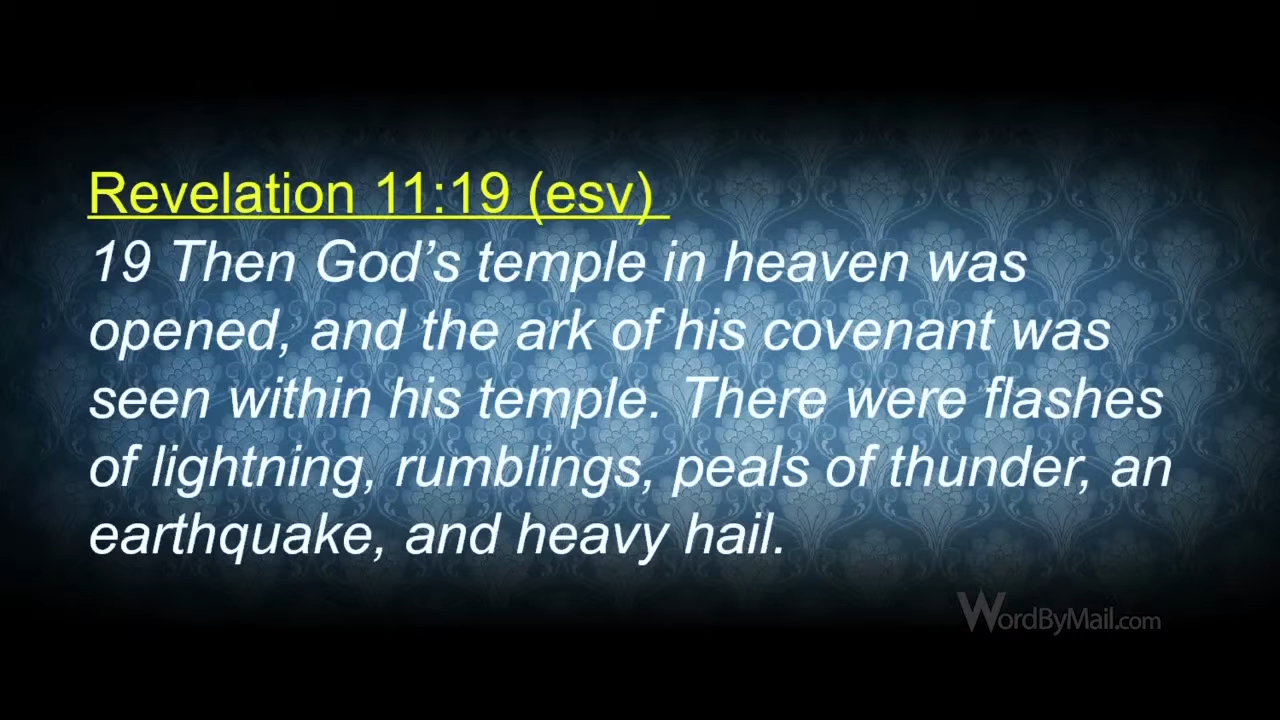 Revelation 11:19 (esv)
19 Then God’s temple in heaven was
opened, and the ark of his covenant was
seen within his temple. There were flashes
of lightning, rumblings, peals of thunder, an
earthquake, and heavy hail.
WordByMail.com